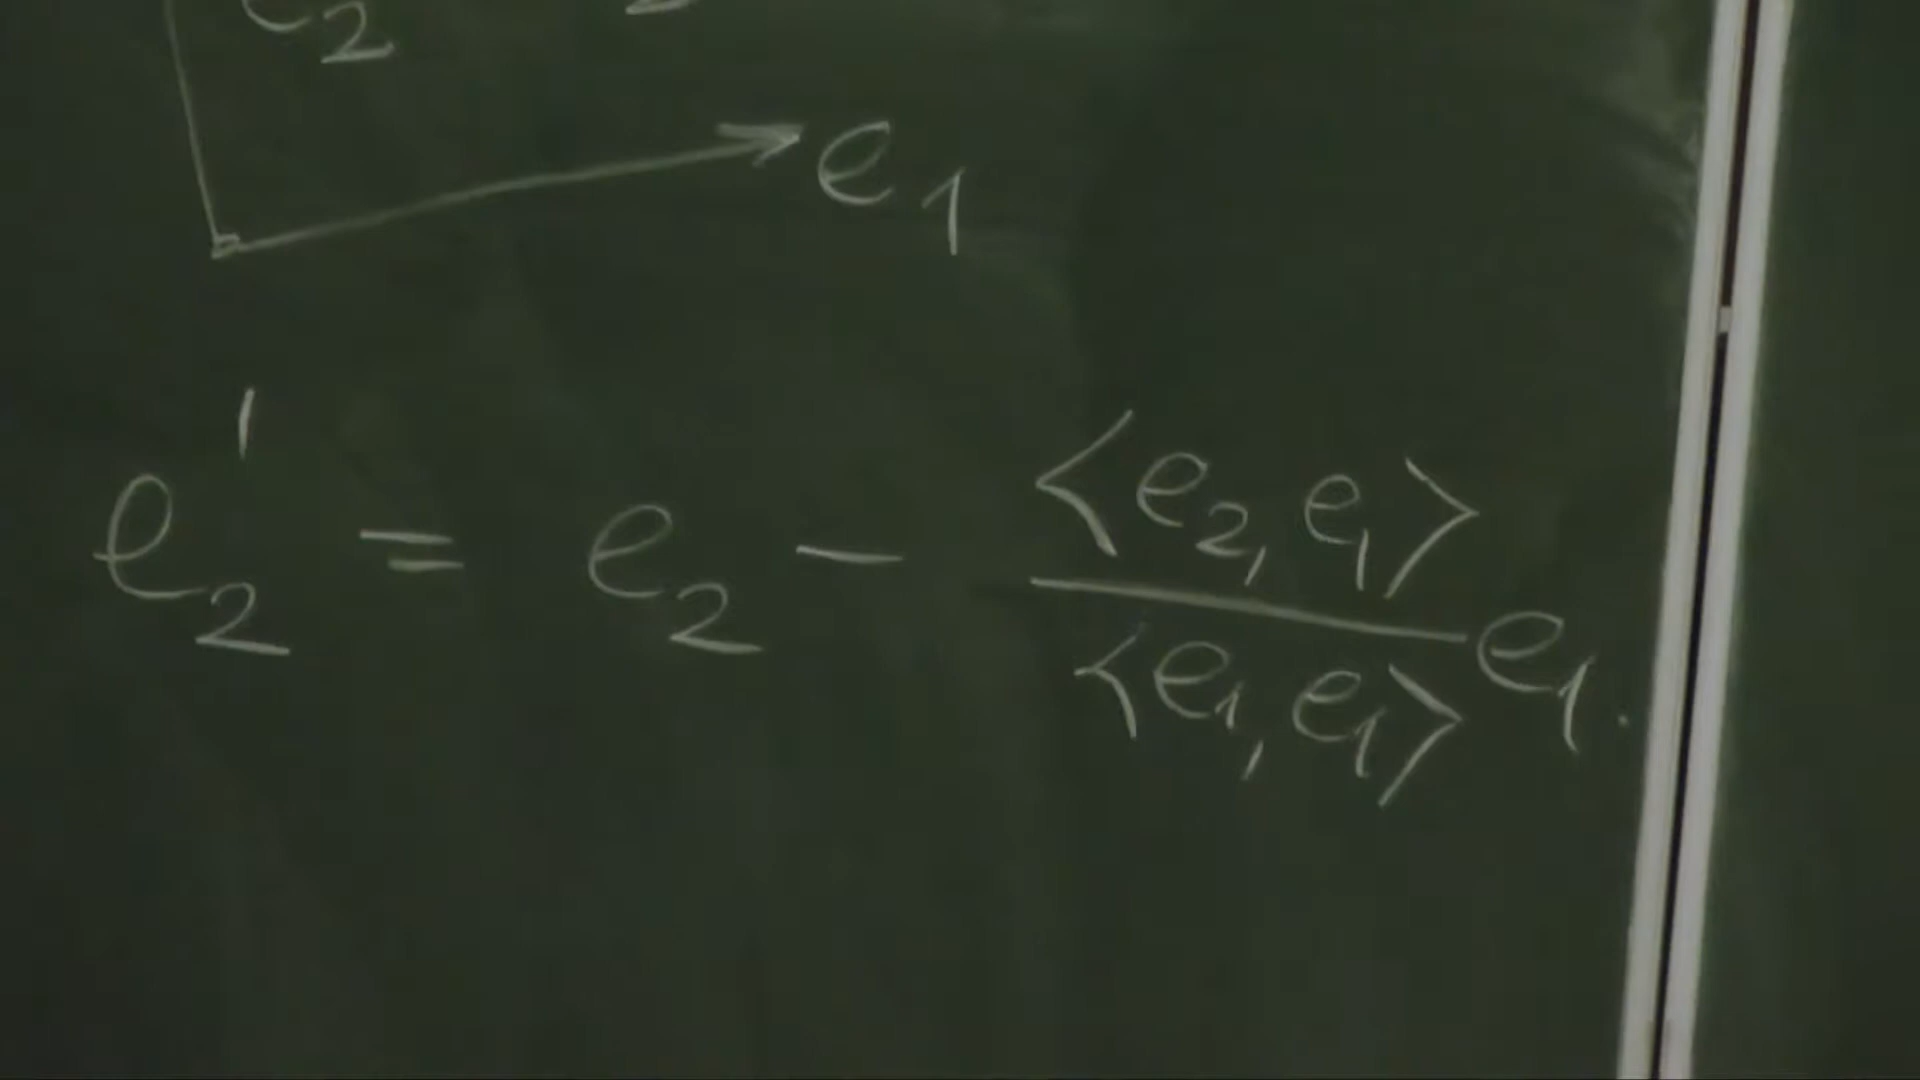 e₂
e₁
e₂' = e₂ - <e₂, e₁> / <e₁, e₁> e₁.